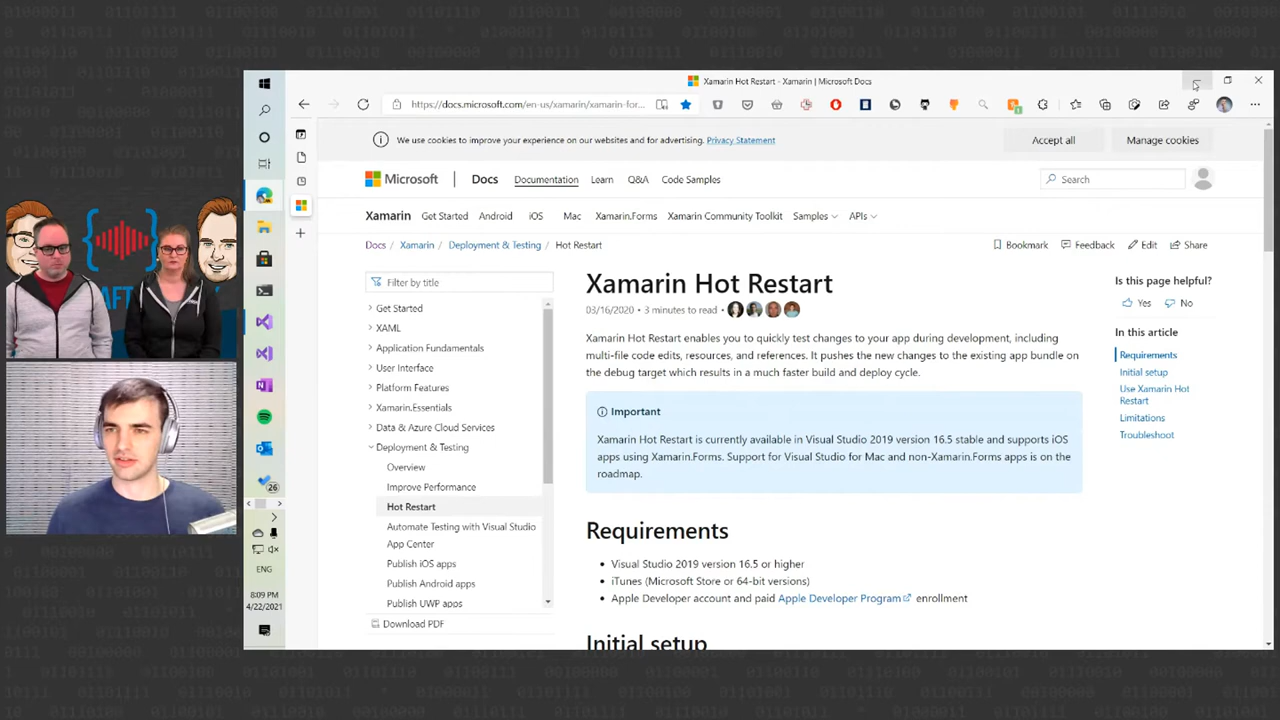 Xamarin Hot Restart - Xamarin | Microsoft Docs
https://docs.microsoft.com/en-us/xamarin/xamarin-for...
We use cookies to improve your experience on our websites and for advertising. Privacy Statement
Accept all
Manage cookies
Microsoft
Docs
Documentation
Learn
Q&A
Code Samples
Search
Xamarin
Get Started
Android
iOS
Mac
Xamarin.Forms
Xamarin Community Toolkit
Samples
APIs
Docs
Xamarin
Deployment & Testing
Hot Restart
Bookmark
Feedback
Edit
Share
Filter by title
Get Started
XAML
Application Fundamentals
User Interface
Platform Features
Xamarin.Essentials
Data & Azure Cloud Services
Deployment & Testing
Overview
Improve Performance
Hot Restart
Automate Testing with Visual Studio
App Center
Publish iOS apps
Publish Android apps
Publish UWP apps
Download PDF
Xamarin Hot Restart
03/16/2020 • 3 minutes to read •
Xamarin Hot Restart enables you to quickly test changes to your app during development, including
multi-file code edits, resources, and references. It pushes the new changes to the existing app bundle on
the debug target which results in a much faster build and deploy cycle.
Important
Xamarin Hot Restart is currently available in Visual Studio 2019 version 16.5 stable and supports iOS
apps using Xamarin.Forms. Support for Visual Studio for Mac and non-Xamarin.Forms apps is on the
roadmap.
Requirements
• Visual Studio 2019 version 16.5 or higher
• iTunes (Microsoft Store or 64-bit versions)
• Apple Developer account and paid Apple Developer Program enrollment
Initial setup
Is this page helpful?
Yes
No
In this article
Requirements
Initial setup
Use Xamarin Hot
Restart
Limitations
Troubleshoot
26
ENG
8:09 PM
4/22/2021